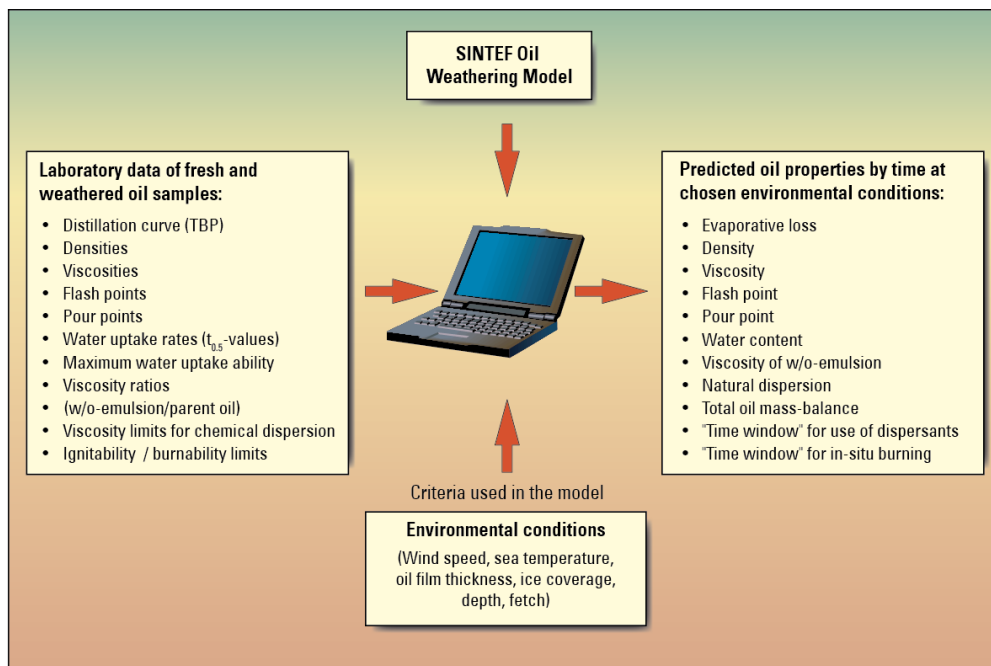 SINTEF Oil
Weathering Model
Laboratory data of fresh and
weathered oil samples:
• Distillation curve (TBP)
• Densities
• Viscosities
• Flash points
• Pour points
• Water uptake rates (t0.5-values)
• Maximum water uptake ability
• Viscosity ratios
• (w/o-emulsion/parent oil)
• Viscosity limits for chemical dispersion
• Ignitability / burnability limits
Predicted oil properties by time at
chosen environmental conditions:
• Evaporative loss
• Density
• Viscosity
• Flash point
• Pour point
• Water content
• Viscosity of w/o-emulsion
• Natural dispersion
• Total oil mass-balance
• "Time window" for use of dispersants
• "Time window" for in-situ burning
Criteria used in the model
Environmental conditions
(Wind speed, sea temperature,
oil film thickness, ice coverage,
depth, fetch)